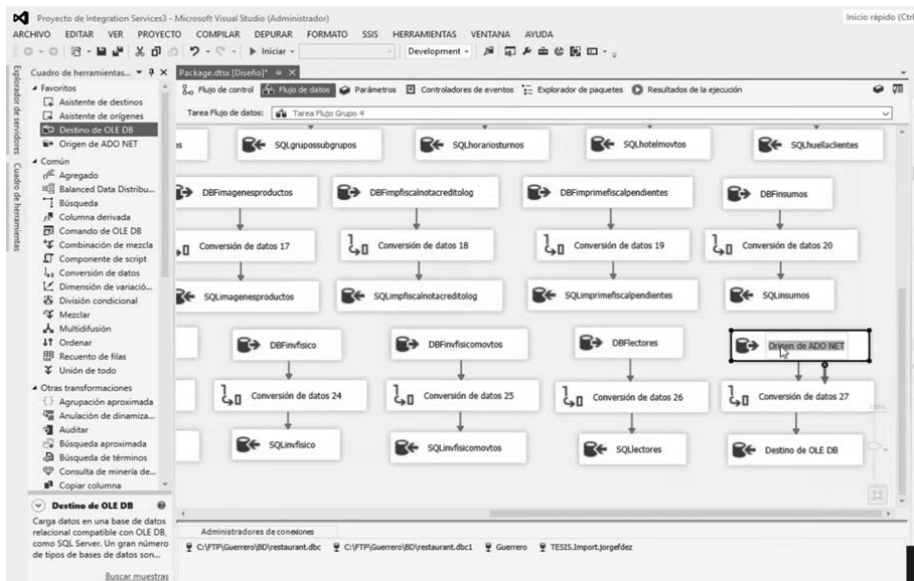 Proyecto de Integration Services3 - Microsoft Visual Studio (Administrador)
Inicio rápido (Ctrl
ARCHIVO EDITAR VER PROYECTO COMPILAR DEPURAR FORMATO SSIS HERRAMIENTAS VENTANA AYUDA
Iniciar
Development
Explorador de servidores
Cuadro de herramientas
Cuadro de herramientas...
Favoritos
Asistente de destinos
Asistente de orígenes
Destino de OLE DB
Origen de ADO NET
Común
Agregado
Balanced Data Distribu...
Búsqueda
Columna derivada
Comando de OLE DB
Combinación de mezcla
Componente de script
Conversión de datos
Dimensión de variació...
División condicional
Mezclar
Multidifusión
Ordenar
Recuento de filas
Unión de todo
Otras transformaciones
Agrupación aproximada
Anulación de dinamiza...
Auditar
Búsqueda aproximada
Búsqueda de términos
Consulta de minería de...
Copiar columna
Destino de OLE DB
Carga datos en una base de datos
relacional compatible con OLE DB,
como SQL Server. Un gran número
de tipos de bases de datos son...
Buscar muestras
Package.dtsx [Diseño]*
Flujo de control Flujo de datos Parámetros Controladores de eventos Explorador de paquetes Resultados de la ejecución
Tarea Flujo de datos: Tarea Flujo Grupo 4
os SQLgrupossubgrupos SQLhorariosturnos SQLhotelmovtos SQLhuellaclientes
DBFimagenesproductos DBFimpfiscalnotacreditolog DBFimprimefiscalpendientes DBFinsumos
Conversión de datos 17 Conversión de datos 18 Conversión de datos 19 Conversión de datos 20
SQLimagenesproductos SQLimpfiscalnotacreditolog SQLimprimefiscalpendientes SQLinsumos
DBFinvfisico DBFinvfisicomovtos DBFlectores Origen de ADO NET
Conversión de datos 24 Conversión de datos 25 Conversión de datos 26 Conversión de datos 27
SQLinvfisico SQLinvfisicomovtos SQLlectores Destino de OLE DB
Administradores de conexiones
C:\FTP\Guerrero\BD\restaurant.dbc C:\FTP\Guerrero\BD\restaurant.dbc1 Guerrero TESIS.Import.jorgefdez